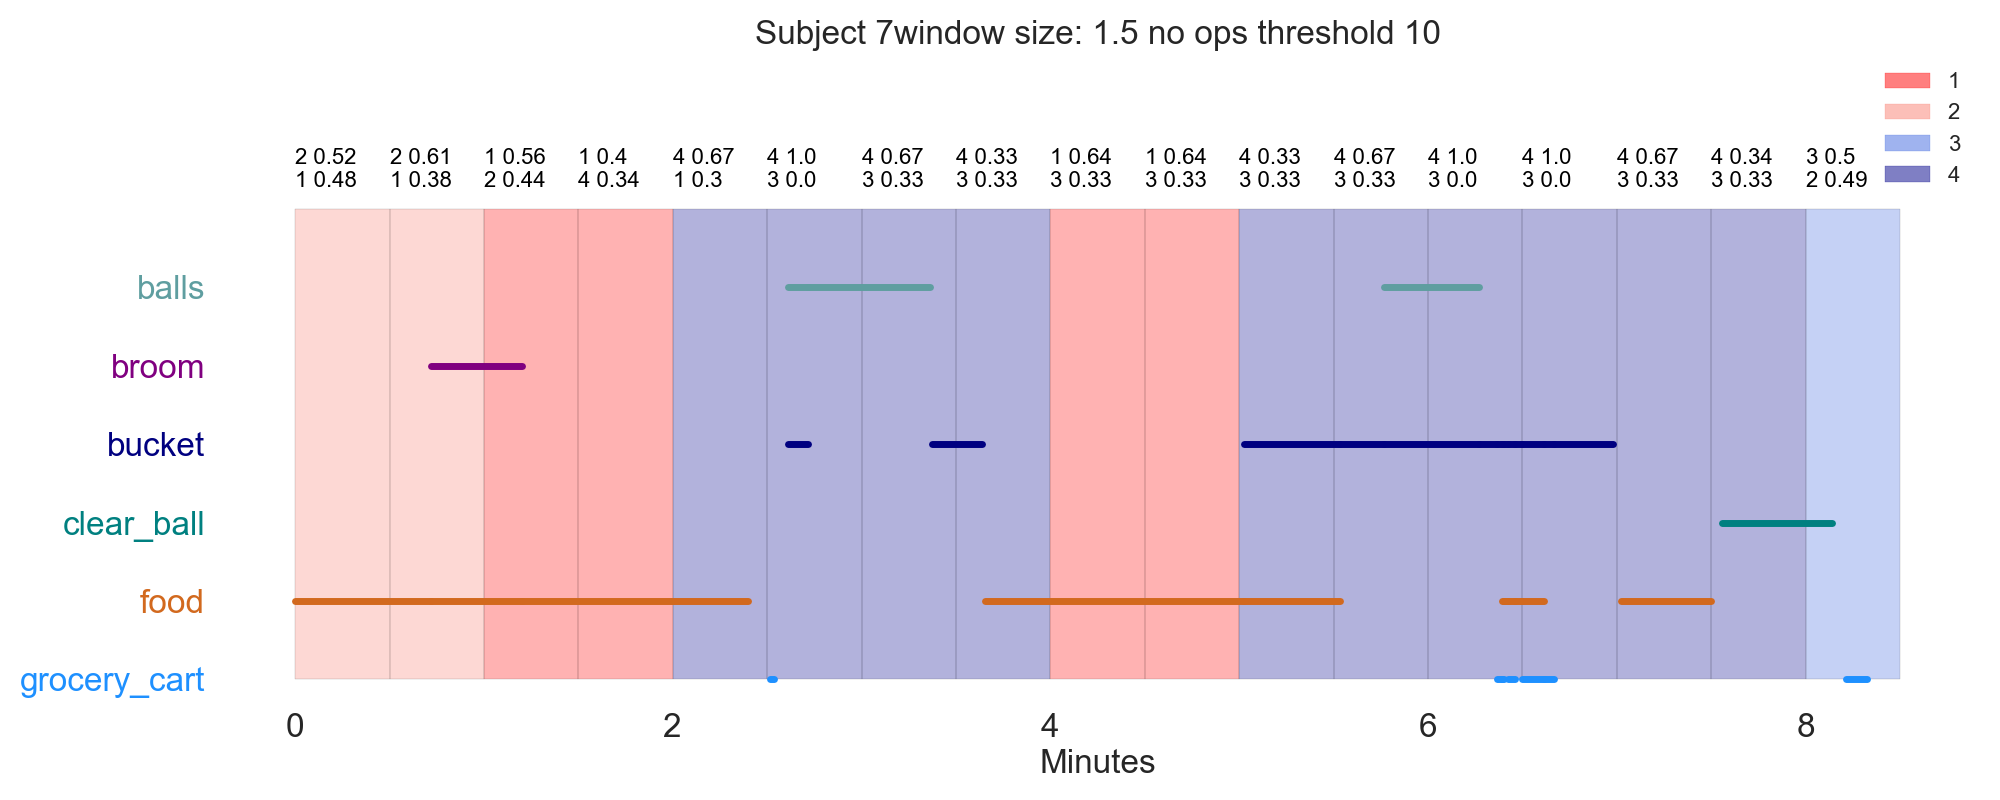 Subject 7window size: 1.5 no ops threshold 10
1
2
3
4
2 0.52 2 0.61 1 0.56 1 0.4 4 0.67 4 1.0 4 0.67 4 0.33 1 0.64 1 0.64 4 0.33 4 0.67 4 1.0 4 1.0 4 0.67 4 0.34 3 0.5
1 0.48 1 0.38 2 0.44 4 0.34 1 0.3 3 0.0 3 0.33 3 0.33 3 0.33 3 0.33 3 0.33 3 0.33 3 0.0 3 0.0 3 0.33 3 0.33 2 0.49
balls
broom
bucket
clear_ball
food
grocery_cart
0 2 4 6 8
Minutes